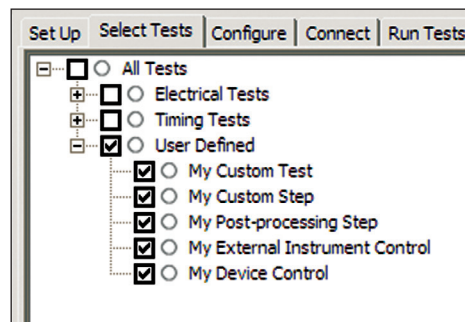 Set Up Select Tests Configure Connect Run Tests
All Tests
Electrical Tests
Timing Tests
User Defined
My Custom Test
My Custom Step
My Post-processing Step
My External Instrument Control
My Device Control